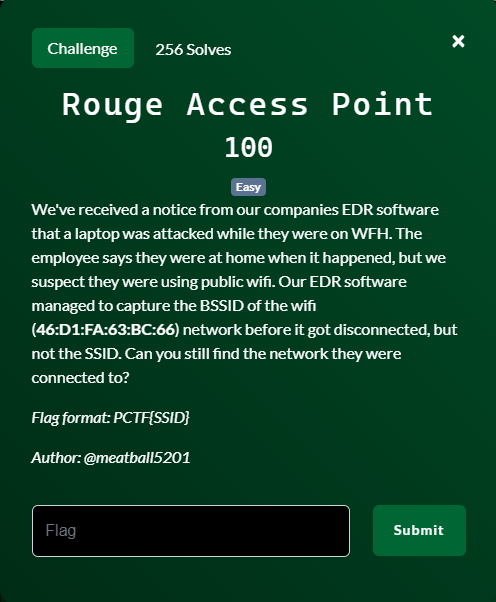 Challenge 256 Solves ×
Rouge Access Point
100
Easy
We've received a notice from our companies EDR software
that a laptop was attacked while they were on WFH. The
employee says they were at home when it happened, but we
suspect they were using public wifi. Our EDR software
managed to capture the BSSID of the wifi
(46:D1:FA:63:BC:66) network before it got disconnected, but
not the SSID. Can you still find the network they were
connected to?
Flag format: PCTF{SSID}
Author: @meatball5201
Flag Submit